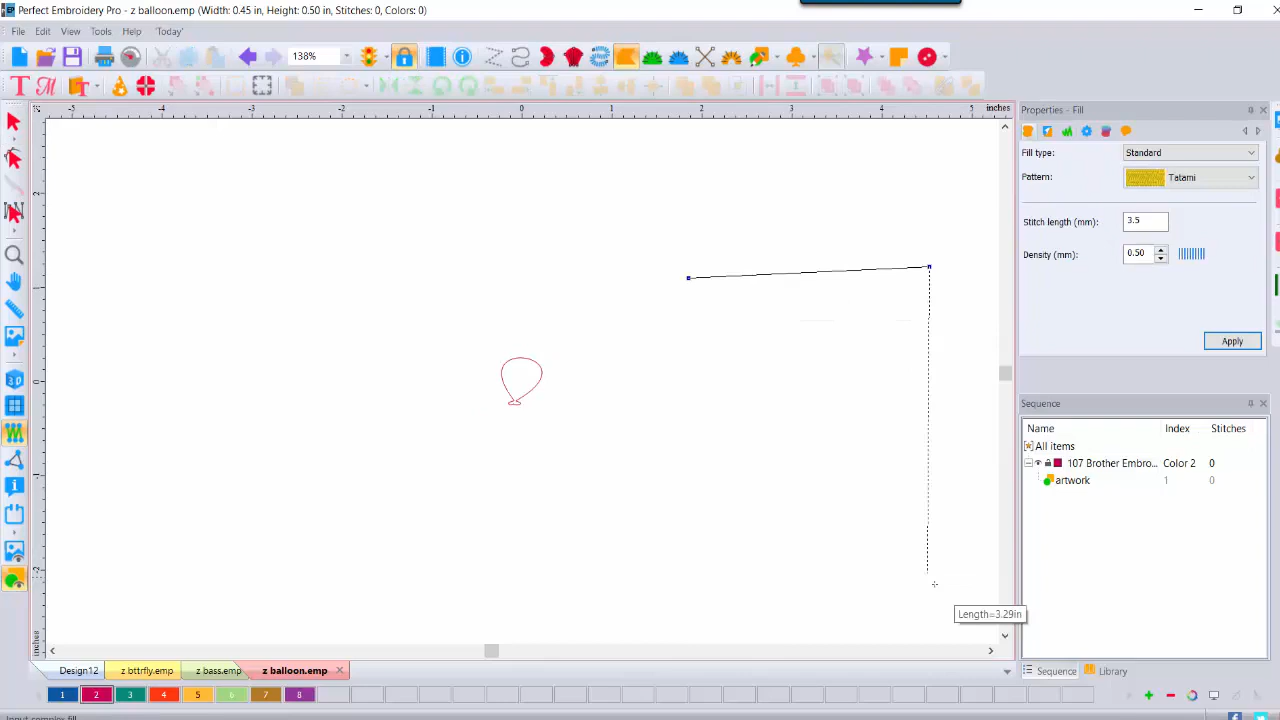 Perfect Embroidery Pro - z balloon.emp (Width: 0.45 in, Height: 0.50 in, Stitches: 0, Colors: 0)
File Edit View Tools Help 'Today'
138%
T M
-5 -4 -3 -2 -1 0 1 2 3 4 5 inches
2
0
-2
inches
Length=3.29in
Properties - Fill
Fill type: Standard
Pattern: Tatami
Stitch length (mm): 3.5
Density (mm): 0.50
Apply
Sequence
Name Index Stitches
All items
107 Brother Embro... Color 2 0
artwork 1 0
Design12 z bttrfly.emp z bass.emp z balloon.emp
Sequence Library
1 2 3 4 5 6 7 8
Input complex fill